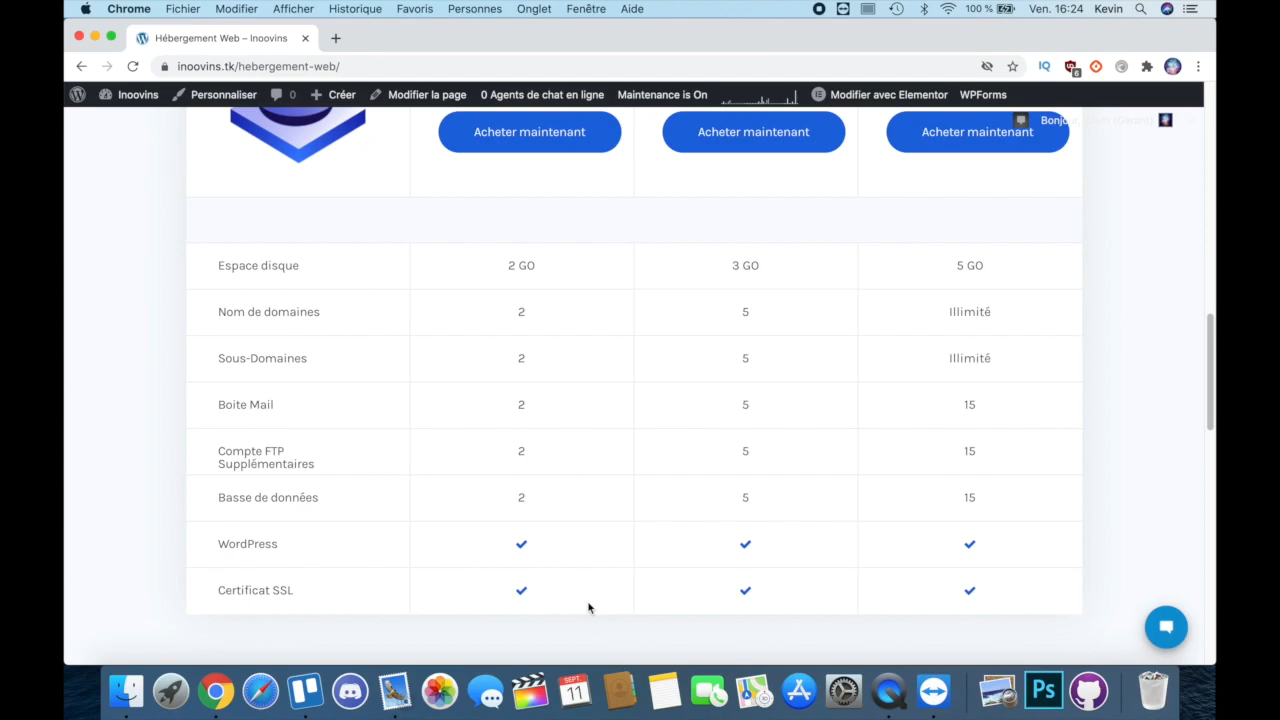 Chrome Fichier Modifier Afficher Historique Favoris Personnes Onglet Fenêtre Aide 100 % Ven. 16:24 Kevin
Hébergement Web – Inoovins
inoovins.tk/hebergement-web/
IQ 6
Inoovins Personnaliser 0 Créer Modifier la page 0 Agents de chat en ligne Maintenance is On Modifier avec Elementor WPForms
Bonjour,
Acheter maintenant Acheter maintenant Acheter maintenant
Espace disque 2 GO 3 GO 5 GO
Nom de domaines 2 5 Illimité
Sous-Domaines 2 5 Illimité
Boite Mail 2 5 15
Compte FTP
Supplémentaires 2 5 15
Basse de données 2 5 15
WordPress
Certificat SSL
SEPT.
11
Ps